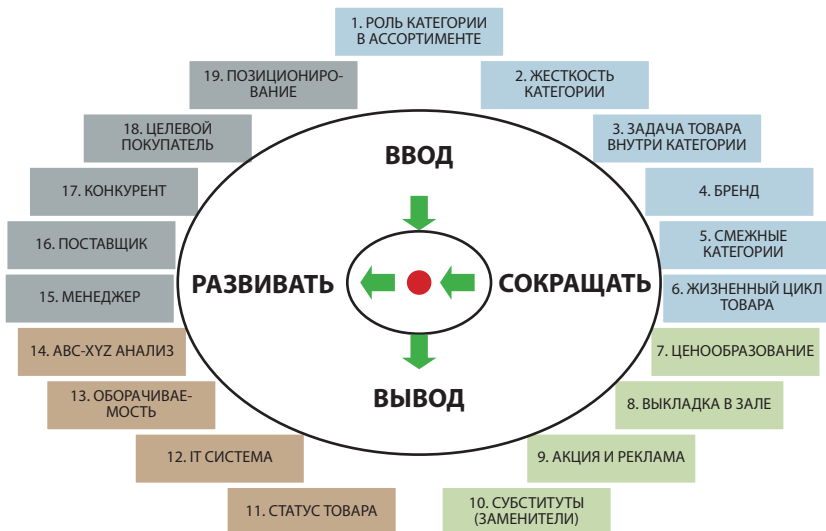 1. РОЛЬ КАТЕГОРИИ
В АССОРТИМЕНТЕ
2. ЖЕСТКОСТЬ
КАТЕГОРИИ
3. ЗАДАЧА ТОВАРА
ВНУТРИ КАТЕГОРИИ
4. БРЕНД
5. СМЕЖНЫЕ
КАТЕГОРИИ
6. ЖИЗНЕННЫЙ ЦИКЛ
ТОВАРА
7. ЦЕНООБРАЗОВАНИЕ
8. ВЫКЛАДКА В ЗАЛЕ
9. АКЦИЯ И РЕКЛАМА
10. СУБСТИТУТЫ
(ЗАМЕНИТЕЛИ)
11. СТАТУС ТОВАРА
12. IT СИСТЕМА
13. ОБОРАЧИВАЕ-
МОСТЬ
14. ABC-XYZ АНАЛИЗ
15. МЕНЕДЖЕР
16. ПОСТАВЩИК
17. КОНКУРЕНТ
18. ЦЕЛЕВОЙ
ПОКУПАТЕЛЬ
19. ПОЗИЦИОНИРО-
ВАНИЕ
ВВОД
РАЗВИВАТЬ
СОКРАЩАТЬ
ВЫВОД